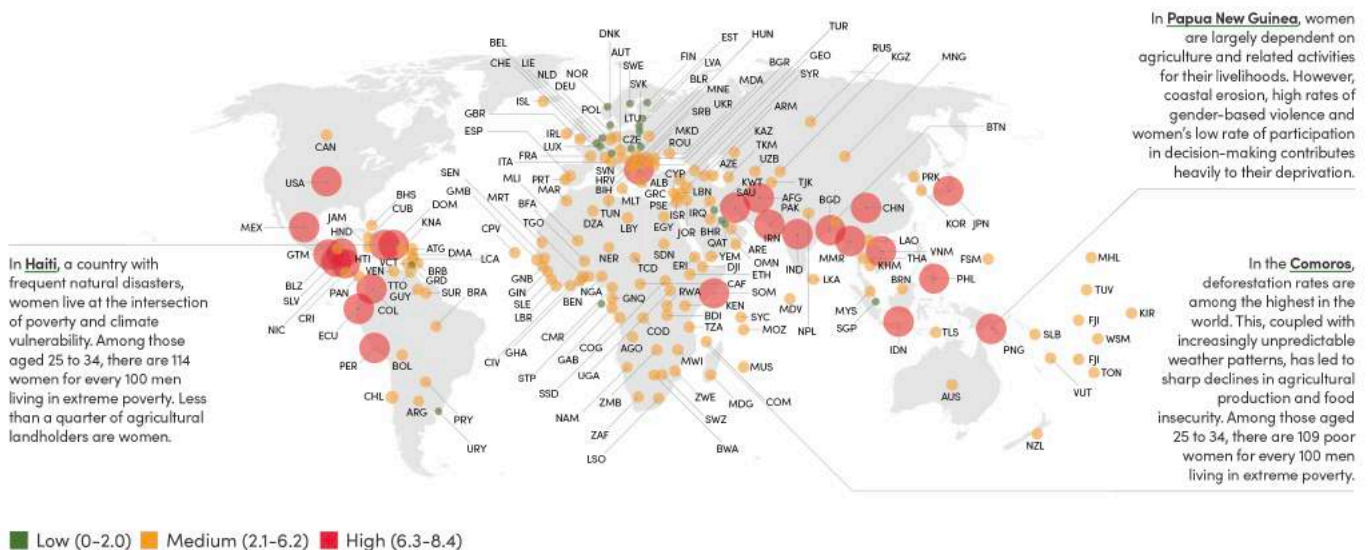 In Papua New Guinea, women
are largely dependent on
agriculture and related activities
for their livelihoods. However,
coastal erosion, high rates of
gender-based violence and
women's low rate of participation
in decision-making contributes
heavily to their deprivation.
In Haiti, a country with
frequent natural disasters,
women live at the intersection
of poverty and climate
vulnerability. Among those
aged 25 to 34, there are 114
women for every 100 men
living in extreme poverty. Less
than a quarter of agricultural
landholders are women.
In the Comoros,
deforestation rates are
among the highest in the
world. This, coupled with
increasingly unpredictable
weather patterns, has led to
sharp declines in agricultural
production and food
insecurity. Among those aged
25 to 34, there are 109 poor
women for every 100 men
living in extreme poverty.
DNK EST HUN TUR
BEL AUT FIN LVA BGR GEO RUS
CHE LIE NLD NOR SWE BLR MDA SYR KGZ MNG
DEU SVK MNE
ISL POL UKR ARM
GBR LTU SRB
ESP IRL CZE MKD KAZ BTN
LUX ROU TKM
CAN FRA ITA AZE UZB
SEN SVN CYP KWT TJK PRK
USA MLI PRT HRV ALB LBN SAU AFG
BHS GMB MAR BIH GRC BGD CHN
MRT BFA MLT PSE IRQ PAK KOR JPN
JAM CUB DOM TUN ISR
MEX HND KNA TGO DZA LBY EGY JOR BHR IRN LAO
CPV QAT VNM
GTM HTI VCT ATG DMA SDN YEM ARE IND MMR THA FSM MHL
VEN LCA NER OMN KHM
BLZ BRB GNB TCD ERI DJI PHL
SLV PAN TTO GRD GIN NGA CAF ETH LKA BRN TUV
CRI GUY SUR BRA SLE BEN GNQ RWA SOM
NIC COL LBR KEN MDV MYS KIR
ECU CMR BDI SYC SGP FJI
CIV GHA COG COD TZA MOZ NPL IDN TLS PNG SLB WSM
PER GAB AGO
BOL STP UGA MWI MUS FJI
SSD VUT TON
CHL ZMB ZWE MDG COM AUS
ARG PRY NAM SWZ
URY ZAF BWA NZL
LSO
Low (0–2.0) Medium (2.1–6.2) High (6.3–8.4)